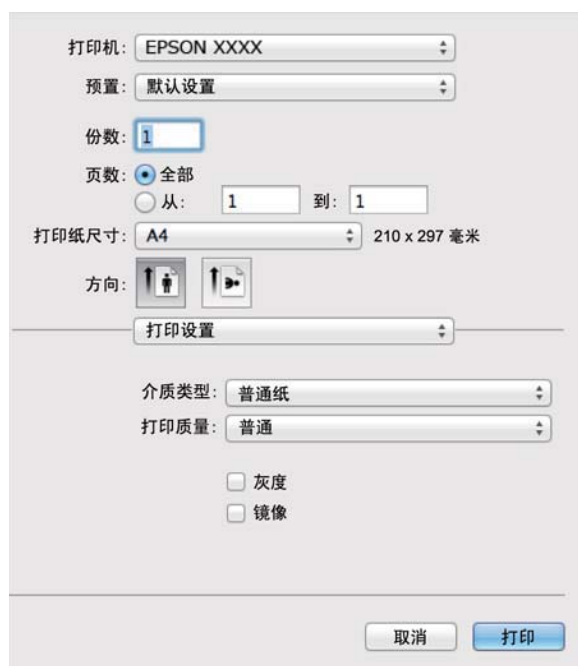 打印机: EPSON XXXX
预置: 默认设置
份数: 1
页数: 全部
从: 1 到: 1
打印纸尺寸: A4 210 x 297 毫米
方向:
打印设置
介质类型: 普通纸
打印质量: 普通
灰度
镜像
取消 打印